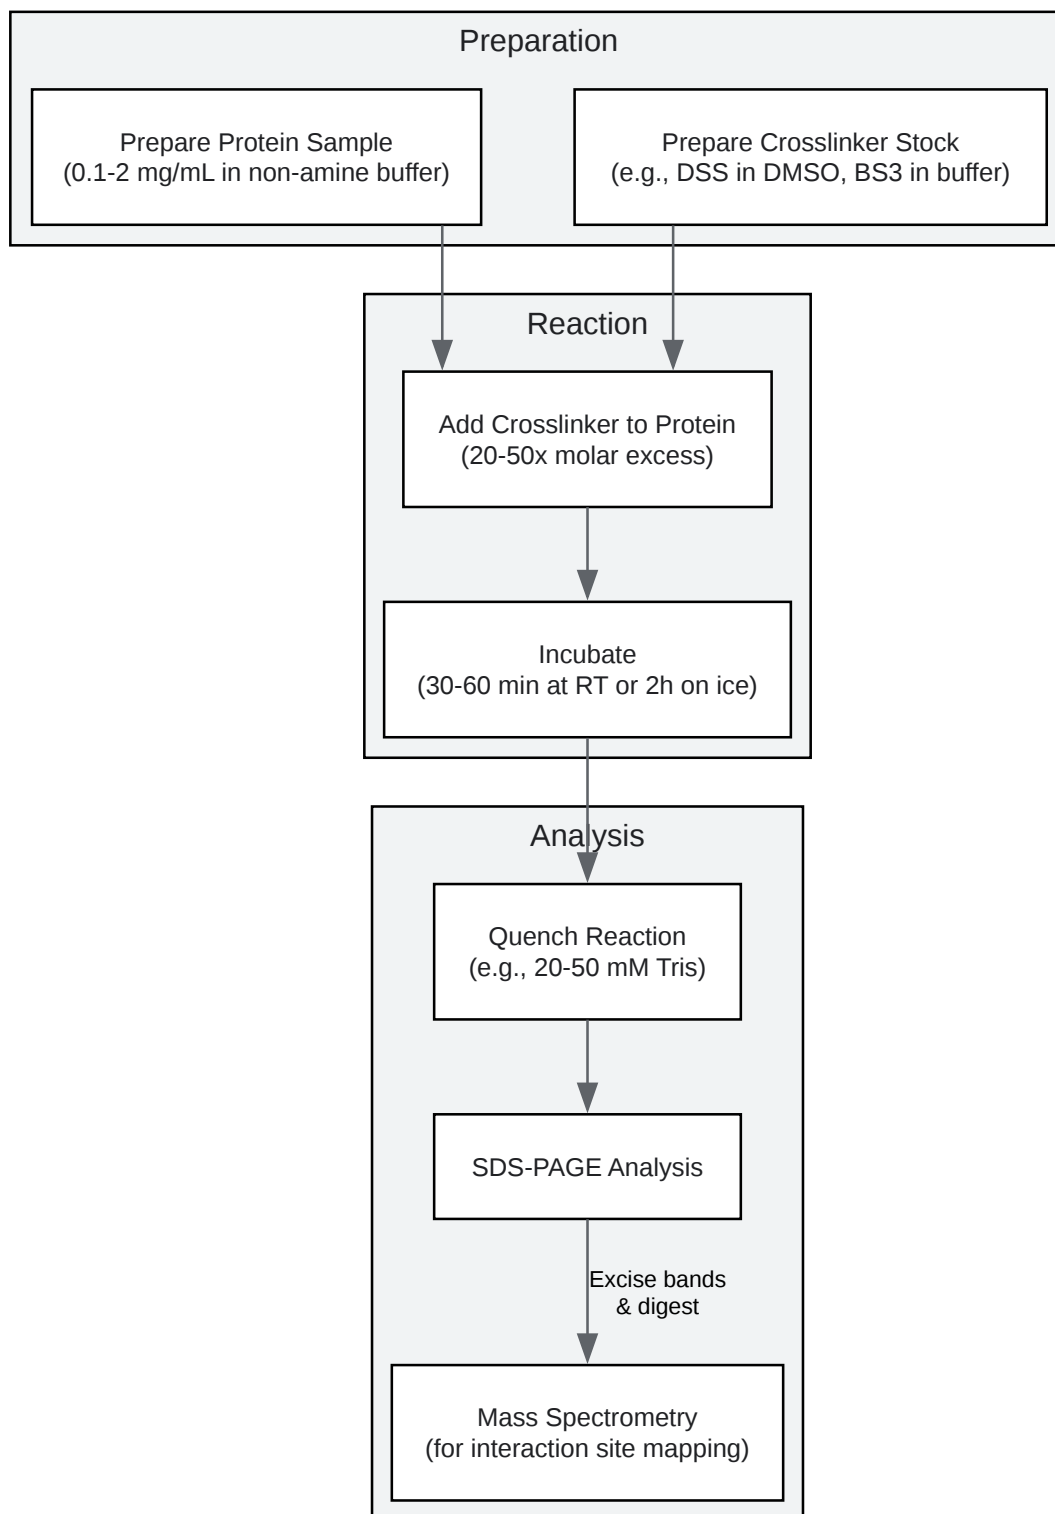 Preparation
Prepare Protein Sample
(0.1-2 mg/mL in non-amine buffer)
Prepare Crosslinker Stock
(e.g., DSS in DMSO, BS3 in buffer)
Reaction
Add Crosslinker to Protein
(20-50x molar excess)
Incubate
(30-60 min at RT or 2h on ice)
Analysis
Quench Reaction
(e.g., 20-50 mM Tris)
SDS-PAGE Analysis
Excise bands
& digest
Mass Spectrometry
(for interaction site mapping)